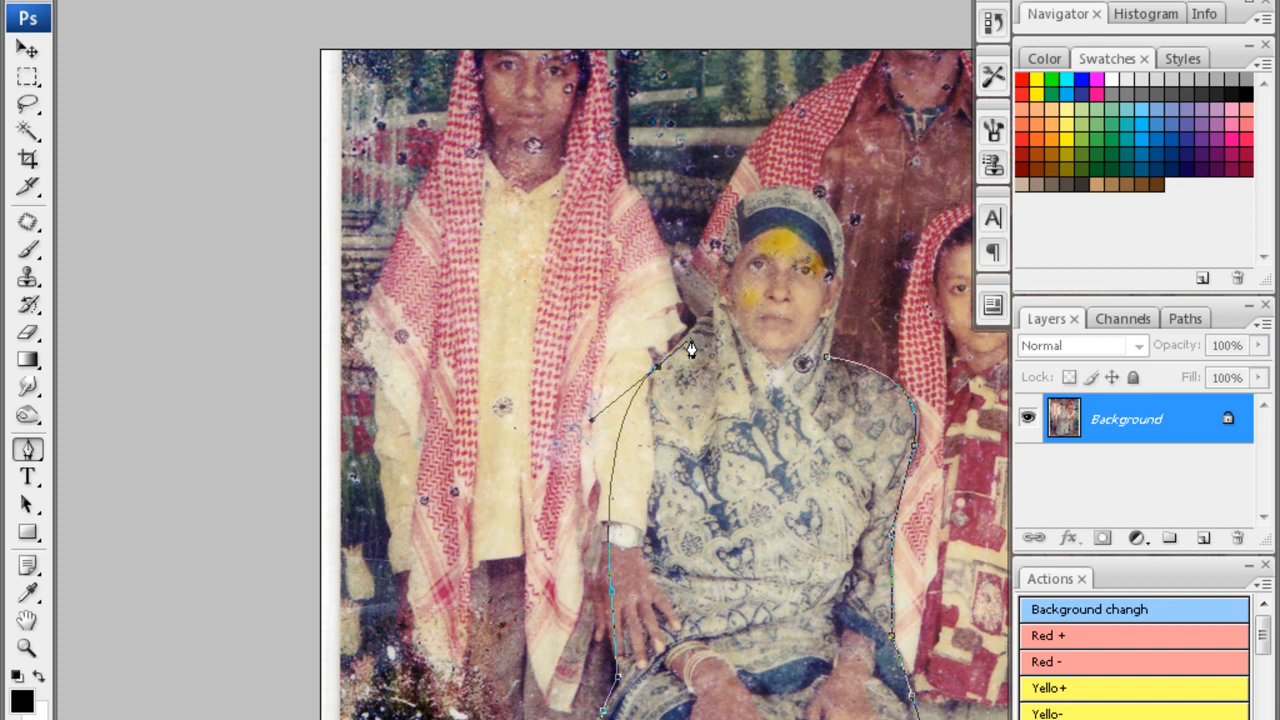 Ps
Navigator × Histogram Info
Color Swatches × Styles
A
T
Layers × Channels Paths
Normal Opacity: 100%
Lock: Fill: 100%
Background
fx
Actions ×
Background changh
Red +
Red -
Yello+
Yello-